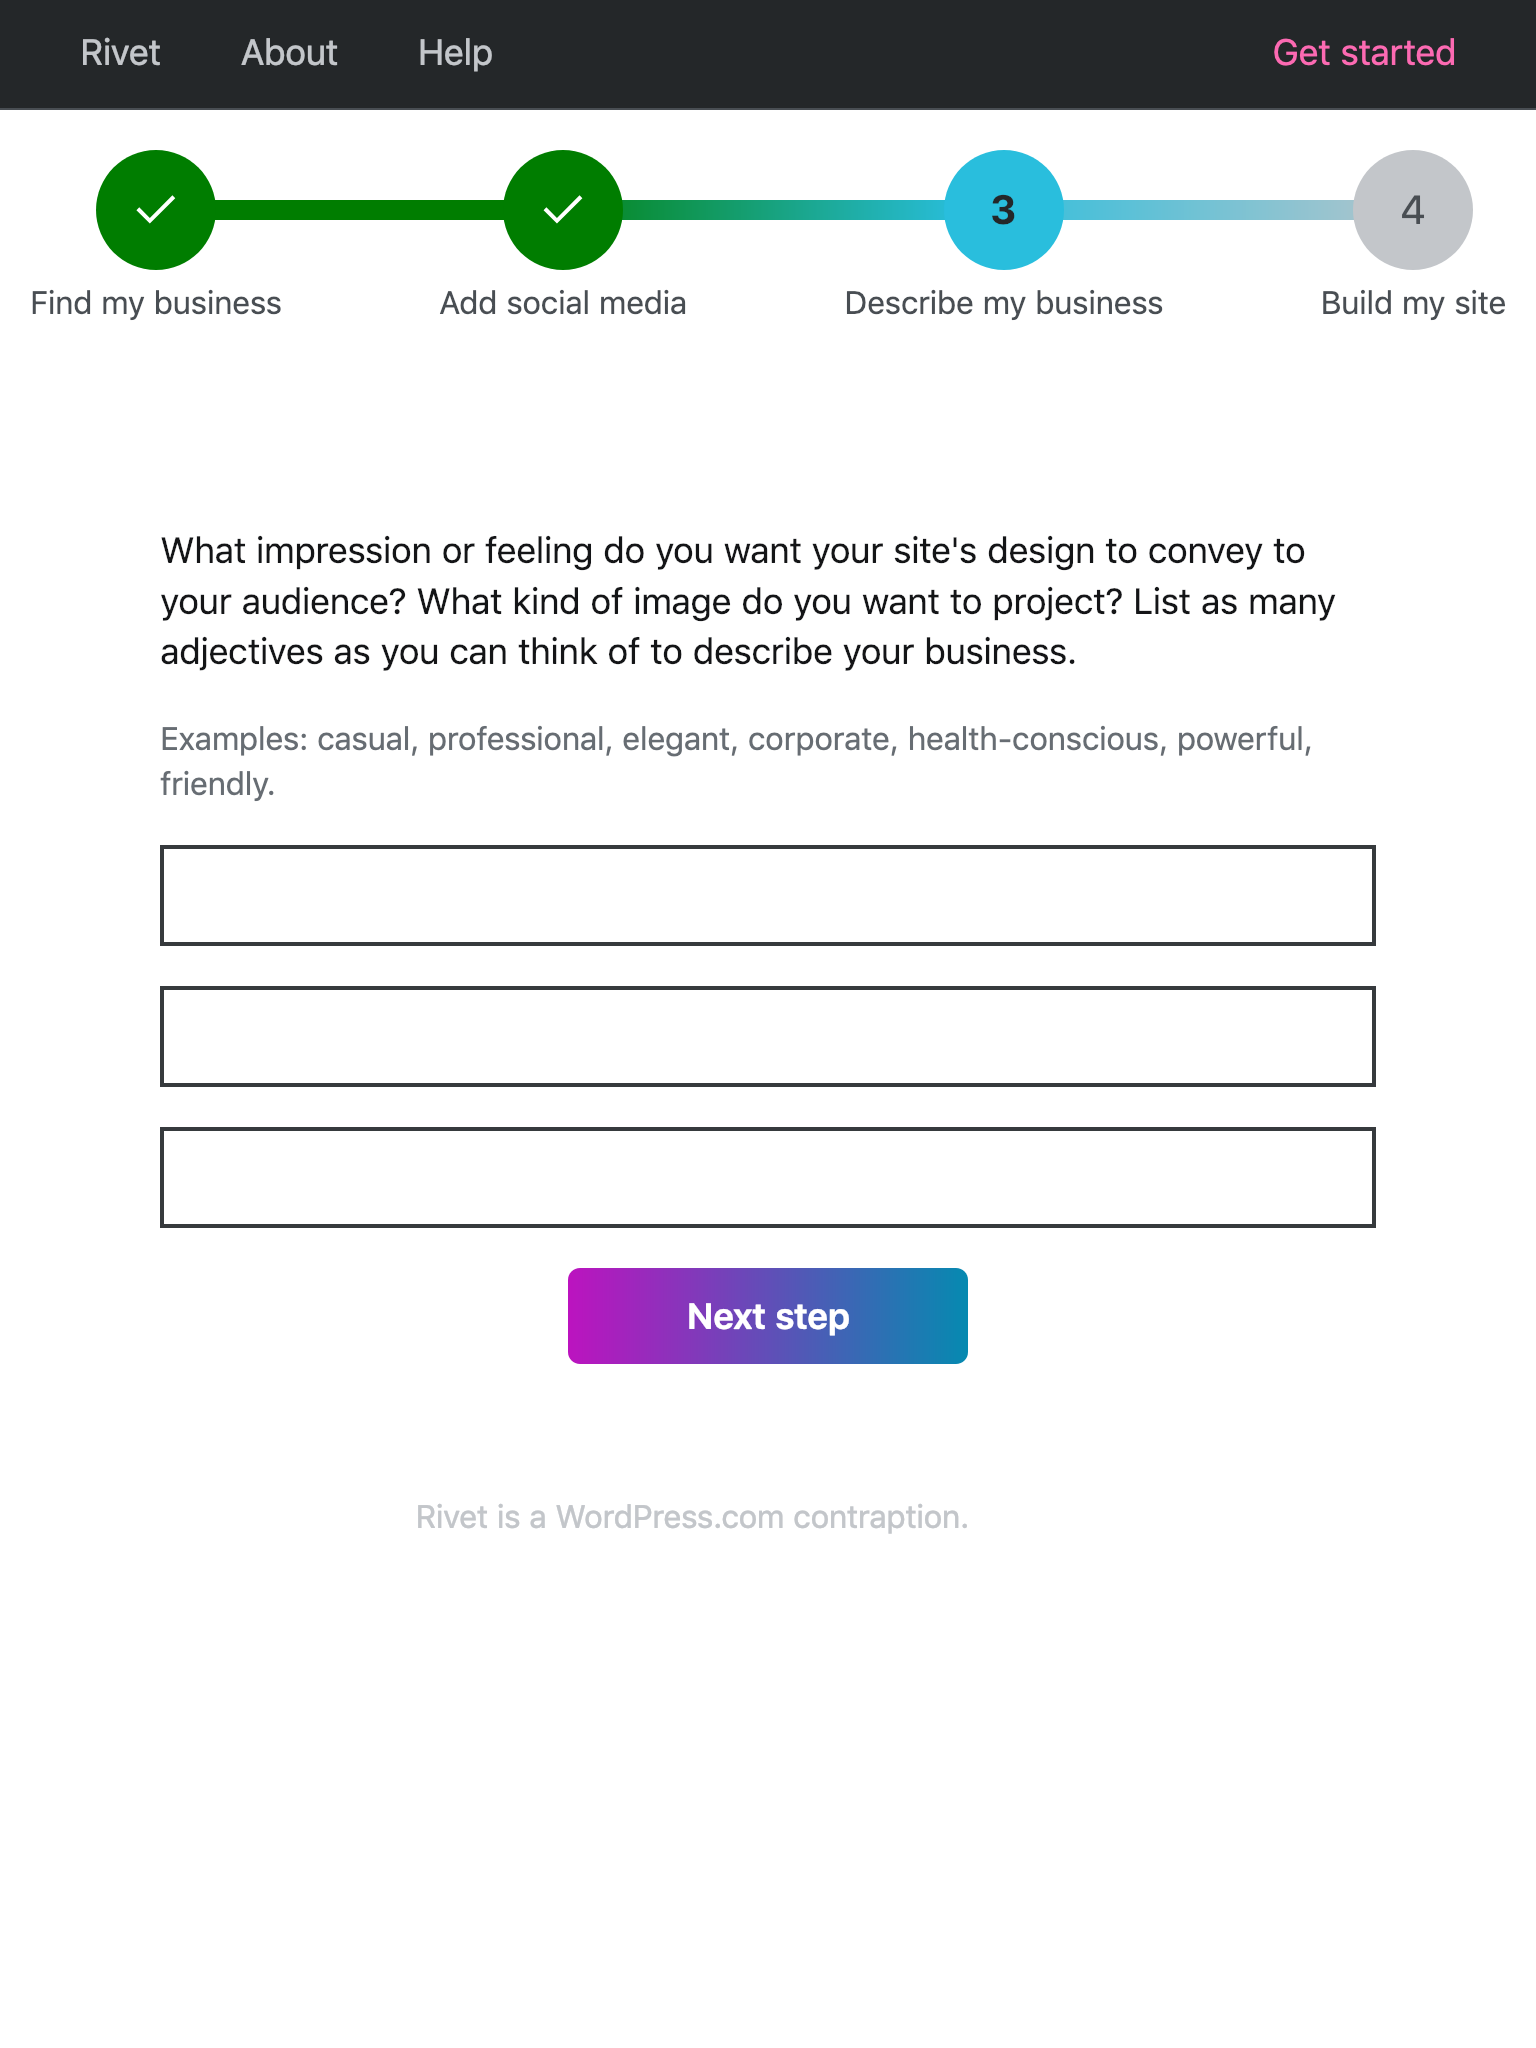 Rivet About Help Get started
3 4
Find my business Add social media Describe my business Build my site
What impression or feeling do you want your site's design to convey to
your audience? What kind of image do you want to project? List as many
adjectives as you can think of to describe your business.
Examples: casual, professional, elegant, corporate, health-conscious, powerful,
friendly.
Next step
Rivet is a WordPress.com contraption.